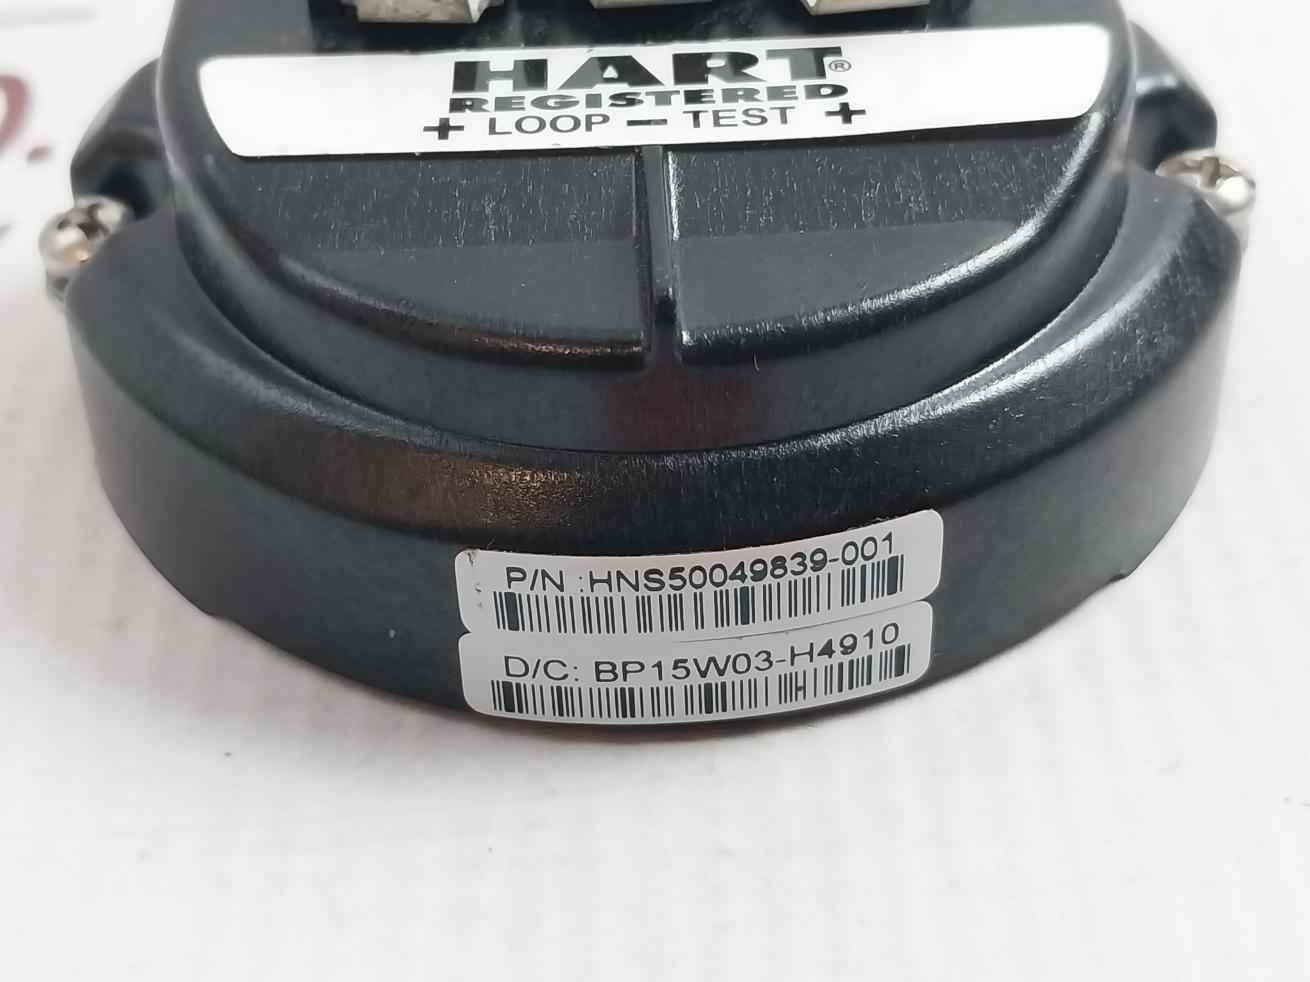 HART®
REGISTERED
+ LOOP - TEST +
P/N :HNS50049839-001
D/C: BP15W03-H4910